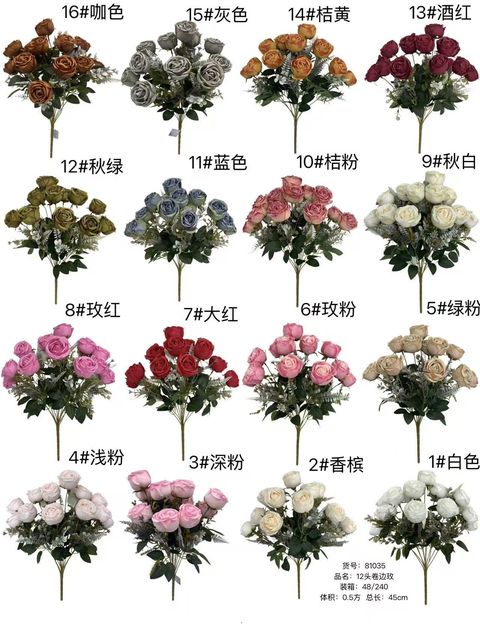 16#咖色
15#灰色
14#桔黄
13#酒红
12#秋绿
11#蓝色
10#桔粉
9#秋白
8#玫红
7#大红
6#玫粉
5#绿粉
4#浅粉
3#深粉
2#香槟
1#白色
货号：81035
品名：12头卷边玫
装箱：48/240
体积：0.5方 总长：45cm